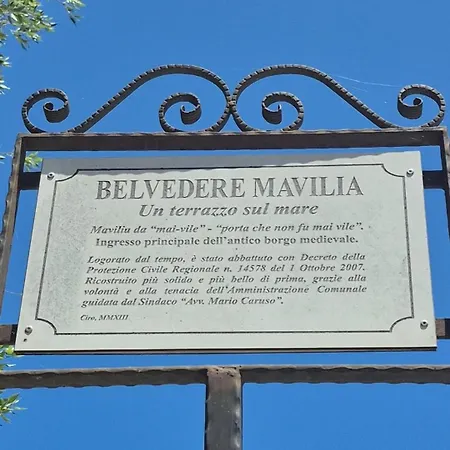 BELVEDERE MAVILIA
Un terrazzo sul mare
Maviliu da "mai-vile" - "porta che non fu mai vile".
Ingresso principale dell'antico borgo medievale.
Logorato dal tempo, è stato abbattuto con Decreto della
Protezione Civile Regionale n. 14578 del 1 Ottobre 2007.
Ricostruito più solido e più bello di prima, grazie alla
volontà e alla tenacia dell'Amministrazione Comunale
guidata dal Sindaco "Avv. Mario Caruso".
Cirò, MMXIII